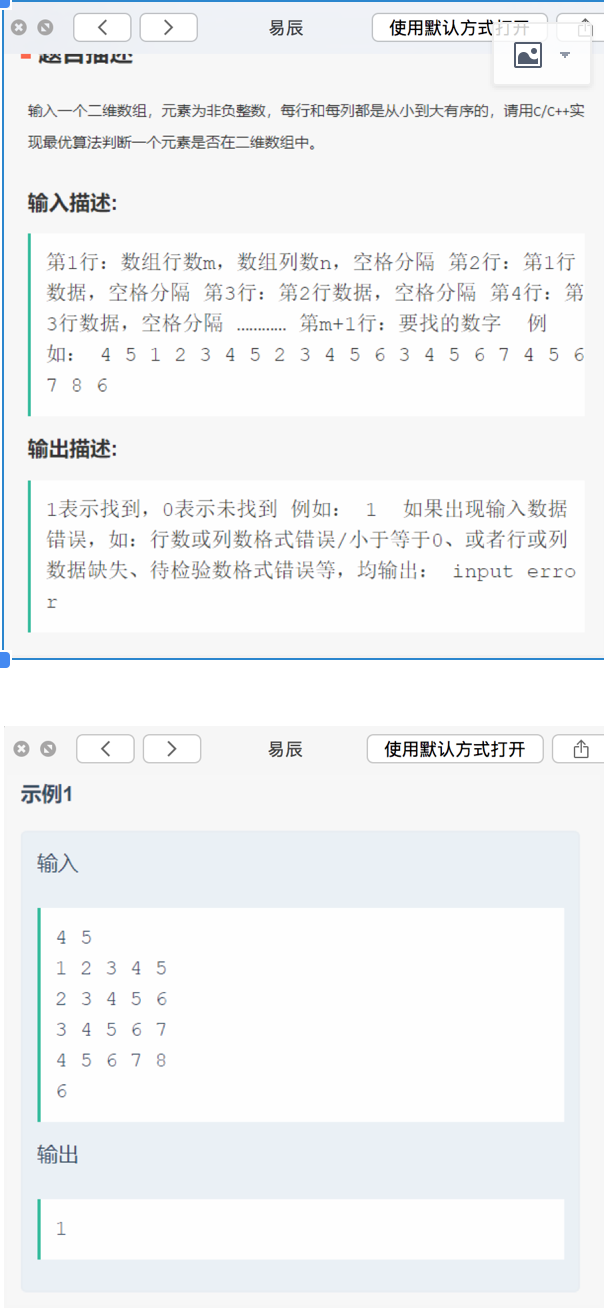 易辰
使用默认方式打开
题目描述
输入一个二维数组，元素为非负整数，每行和每列都是从小到大有序的，请用c/c++实
现最优算法判断一个元素是否在二维数组中。
输入描述:
第1行：数组行数m，数组列数n，空格分隔 第2行：第1行
数据，空格分隔 第3行：第2行数据，空格分隔 第4行：第
3行数据，空格分隔 ………… 第m+1行：要找的数字 例
如： 4 5 1 2 3 4 5 2 3 4 5 6 3 4 5 6 7 4 5 6
7 8 6
输出描述:
1表示找到，0表示未找到 例如： 1 如果出现输入数据
错误，如：行数或列数格式错误/小于等于0、或者行或列
数据缺失、待检验数格式错误等，均输出： input erro
r
易辰
使用默认方式打开
示例1
输入
4 5
1 2 3 4 5
2 3 4 5 6
3 4 5 6 7
4 5 6 7 8
6
输出
1